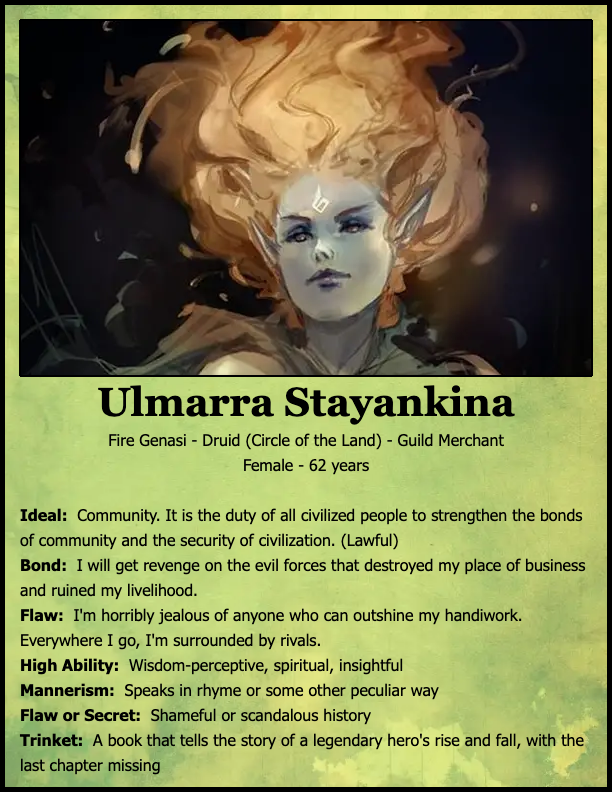 Ulmarra Stayankina
Fire Genasi - Druid (Circle of the Land) - Guild Merchant
Female - 62 years
Ideal: Community. It is the duty of all civilized people to strengthen the bonds
of community and the security of civilization. (Lawful)
Bond: I will get revenge on the evil forces that destroyed my place of business
and ruined my livelihood.
Flaw: I'm horribly jealous of anyone who can outshine my handiwork.
Everywhere I go, I'm surrounded by rivals.
High Ability: Wisdom-perceptive, spiritual, insightful
Mannerism: Speaks in rhyme or some other peculiar way
Flaw or Secret: Shameful or scandalous history
Trinket: A book that tells the story of a legendary hero's rise and fall, with the
last chapter missing